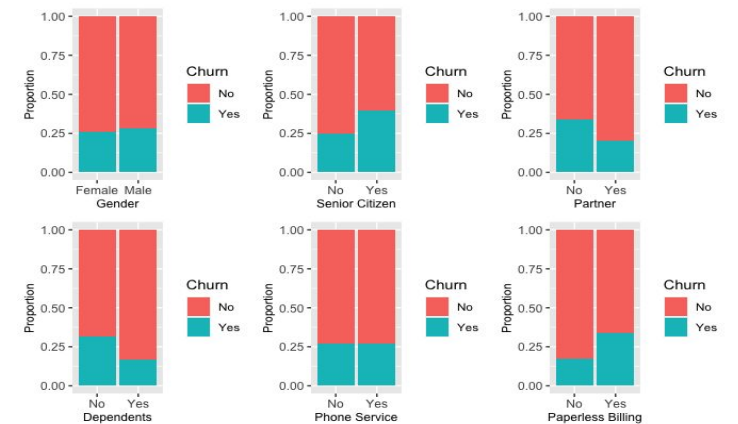 1.00
0.75
0.50
0.25
0.00
Proportion
Female Male
Gender
Churn
No
Yes
1.00
0.75
0.50
0.25
0.00
Proportion
No Yes
Senior Citizen
Churn
No
Yes
1.00
0.75
0.50
0.25
0.00
Proportion
No Yes
Partner
Churn
No
Yes
1.00
0.75
0.50
0.25
0.00
Proportion
No Yes
Dependents
Churn
No
Yes
1.00
0.75
0.50
0.25
0.00
Proportion
No Yes
Phone Service
Churn
No
Yes
1.00
0.75
0.50
0.25
0.00
Proportion
No Yes
Paperless Billing
Churn
No
Yes